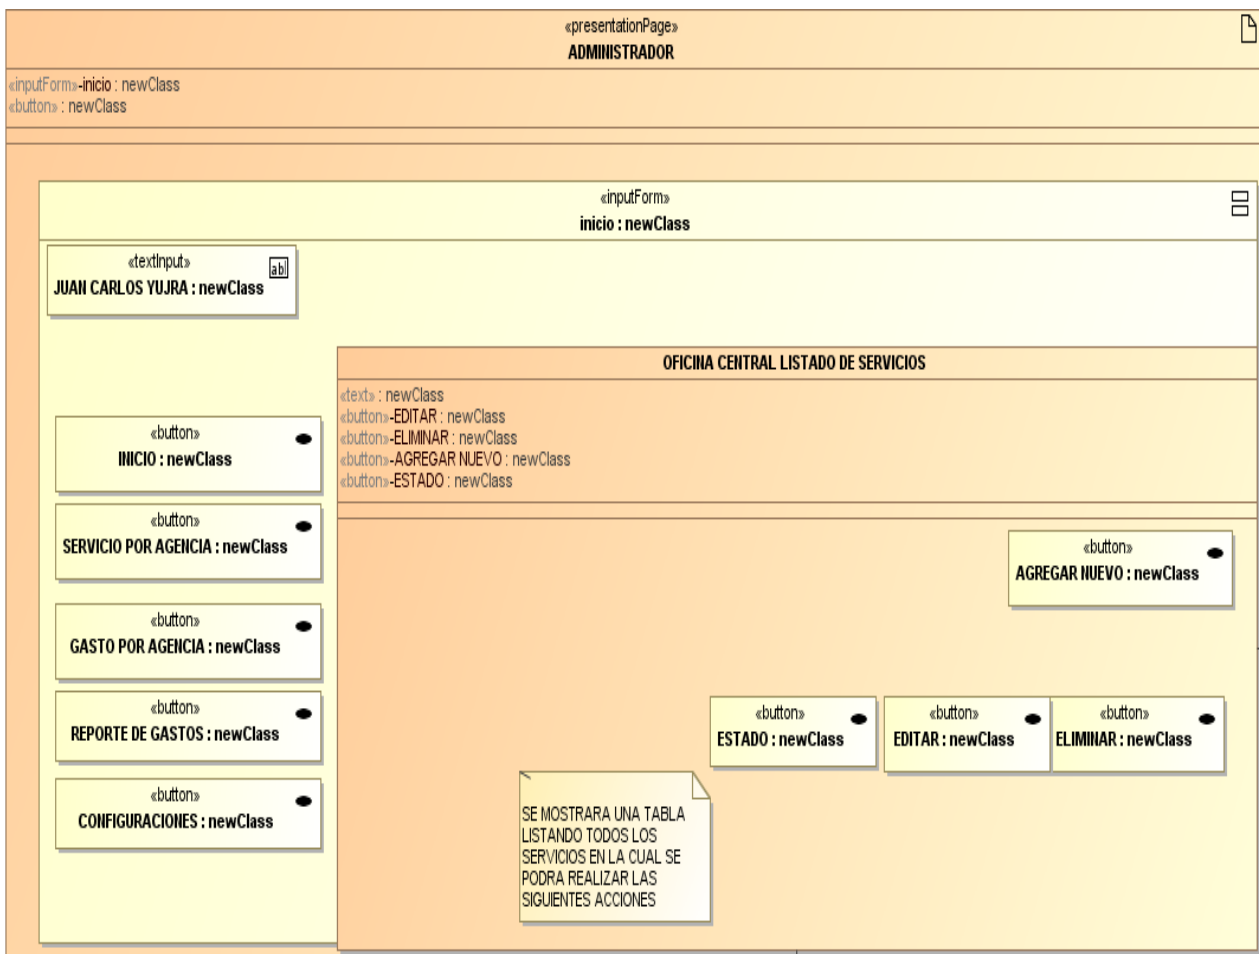 «presentationPage»
ADMINISTRADOR
«inputForm»-inicio : newClass
«button» : newClass
«inputForm»
inicio : newClass
«textInput»
ab
JUAN CARLOS YUJRA : newClass
OFICINA CENTRAL LISTADO DE SERVICIOS
«text» : newClass
«button»-EDITAR : newClass
«button»-ELIMINAR : newClass
«button»-AGREGAR NUEVO : newClass
«button»-ESTADO : newClass
«button»
INICIO : newClass
«button»
SERVICIO POR AGENCIA : newClass
«button»
GASTO POR AGENCIA : newClass
«button»
REPORTE DE GASTOS : newClass
«button»
CONFIGURACIONES : newClass
«button»
AGREGAR NUEVO : newClass
«button»
ESTADO : newClass
«button»
EDITAR : newClass
«button»
ELIMINAR : newClass
SE MOSTRARA UNA TABLA
LISTANDO TODOS LOS
SERVICIOS EN LA CUAL SE
PODRA REALIZAR LAS
SIGUIENTES ACCIONES